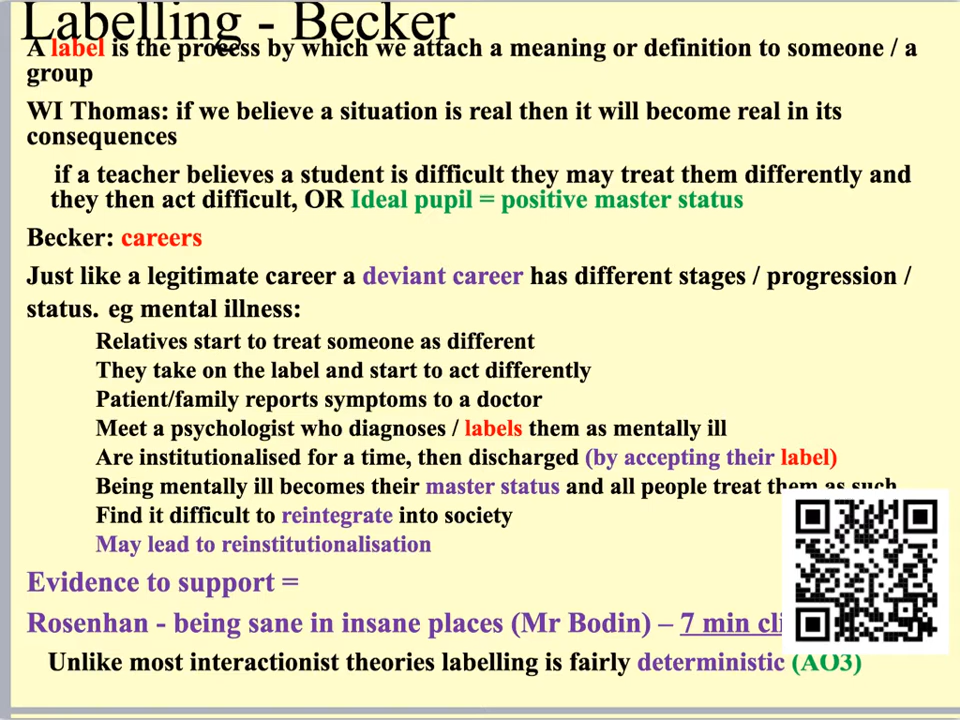 Labelling - Becker
A label is the process by which we attach a meaning or definition to someone / a
group
WI Thomas: if we believe a situation is real then it will become real in its
consequences
if a teacher believes a student is difficult they may treat them differently and
they then act difficult, OR Ideal pupil = positive master status
Becker: careers
Just like a legitimate career a deviant career has different stages / progression /
status. eg mental illness:
Relatives start to treat someone as different
They take on the label and start to act differently
Patient/family reports symptoms to a doctor
Meet a psychologist who diagnoses / labels them as mentally ill
Are institutionalised for a time, then discharged (by accepting their label)
Being mentally ill becomes their master status and all people treat them as such
Find it difficult to reintegrate into society
May lead to reinstitutionalisation
Evidence to support =
Rosenhan - being sane in insane places (Mr Bodin) – 7 min
Unlike most interactionist theories labelling is fairly deterministic (AO3)